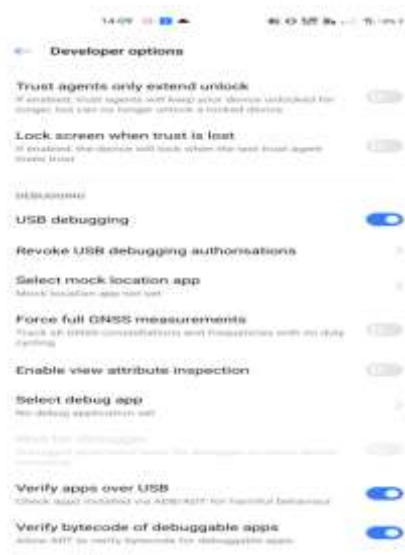 14:09
Developer options
Trust agents only extend unlock
If enabled, trust agents will keep your device unlocked for
longer, but can no longer unlock a locked device.
Lock screen when trust is lost
If enabled, the device will lock when the last trust agent
loses trust
DEBUGGING
USB debugging
Revoke USB debugging authorisations
Select mock location app
Mock location app not set
Force full GNSS measurements
Track all GNSS constellations and frequencies with no duty
cycling
Enable view attribute inspection
Select debug app
No debug application set
Wait for debugger
Verify apps over USB
Check apps installed via ADB/ADT for harmful behaviour
Verify bytecode of debuggable apps
Allow ART to verify bytecode for debuggable apps